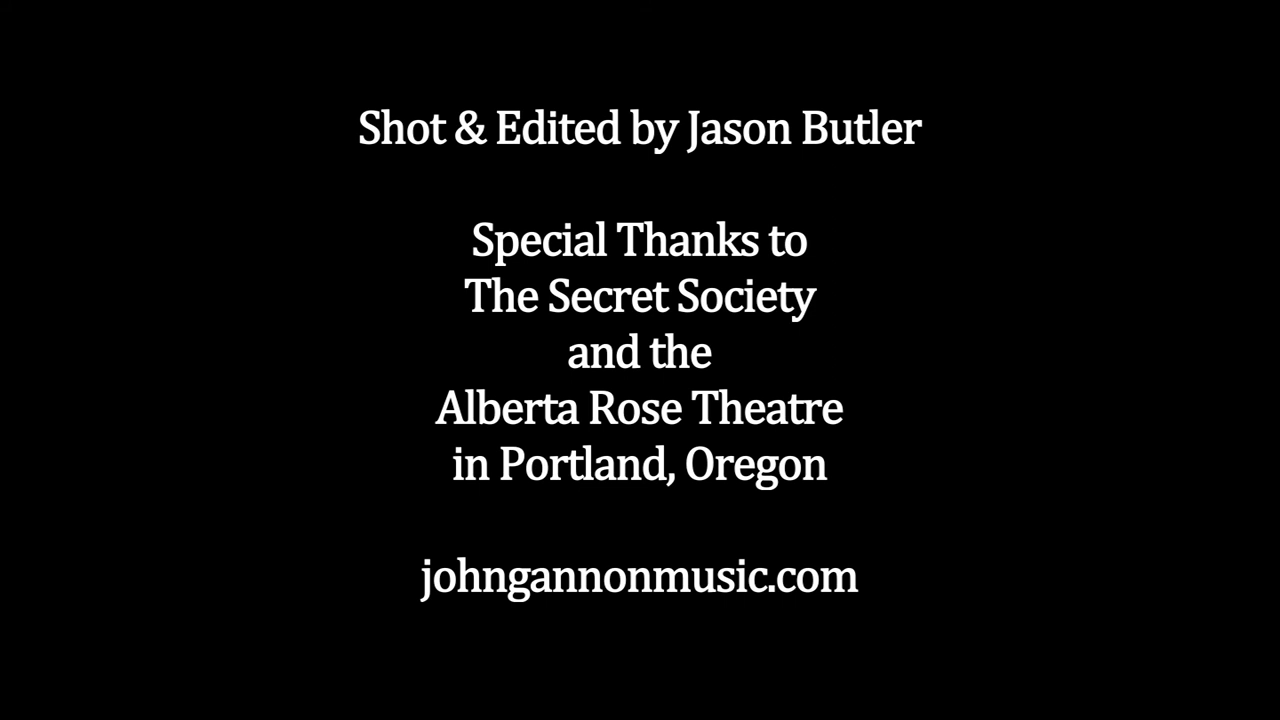 Shot & Edited by Jason Butler
Special Thanks to
The Secret Society
and the
Alberta Rose Theatre
in Portland, Oregon
johngannonmusic.com